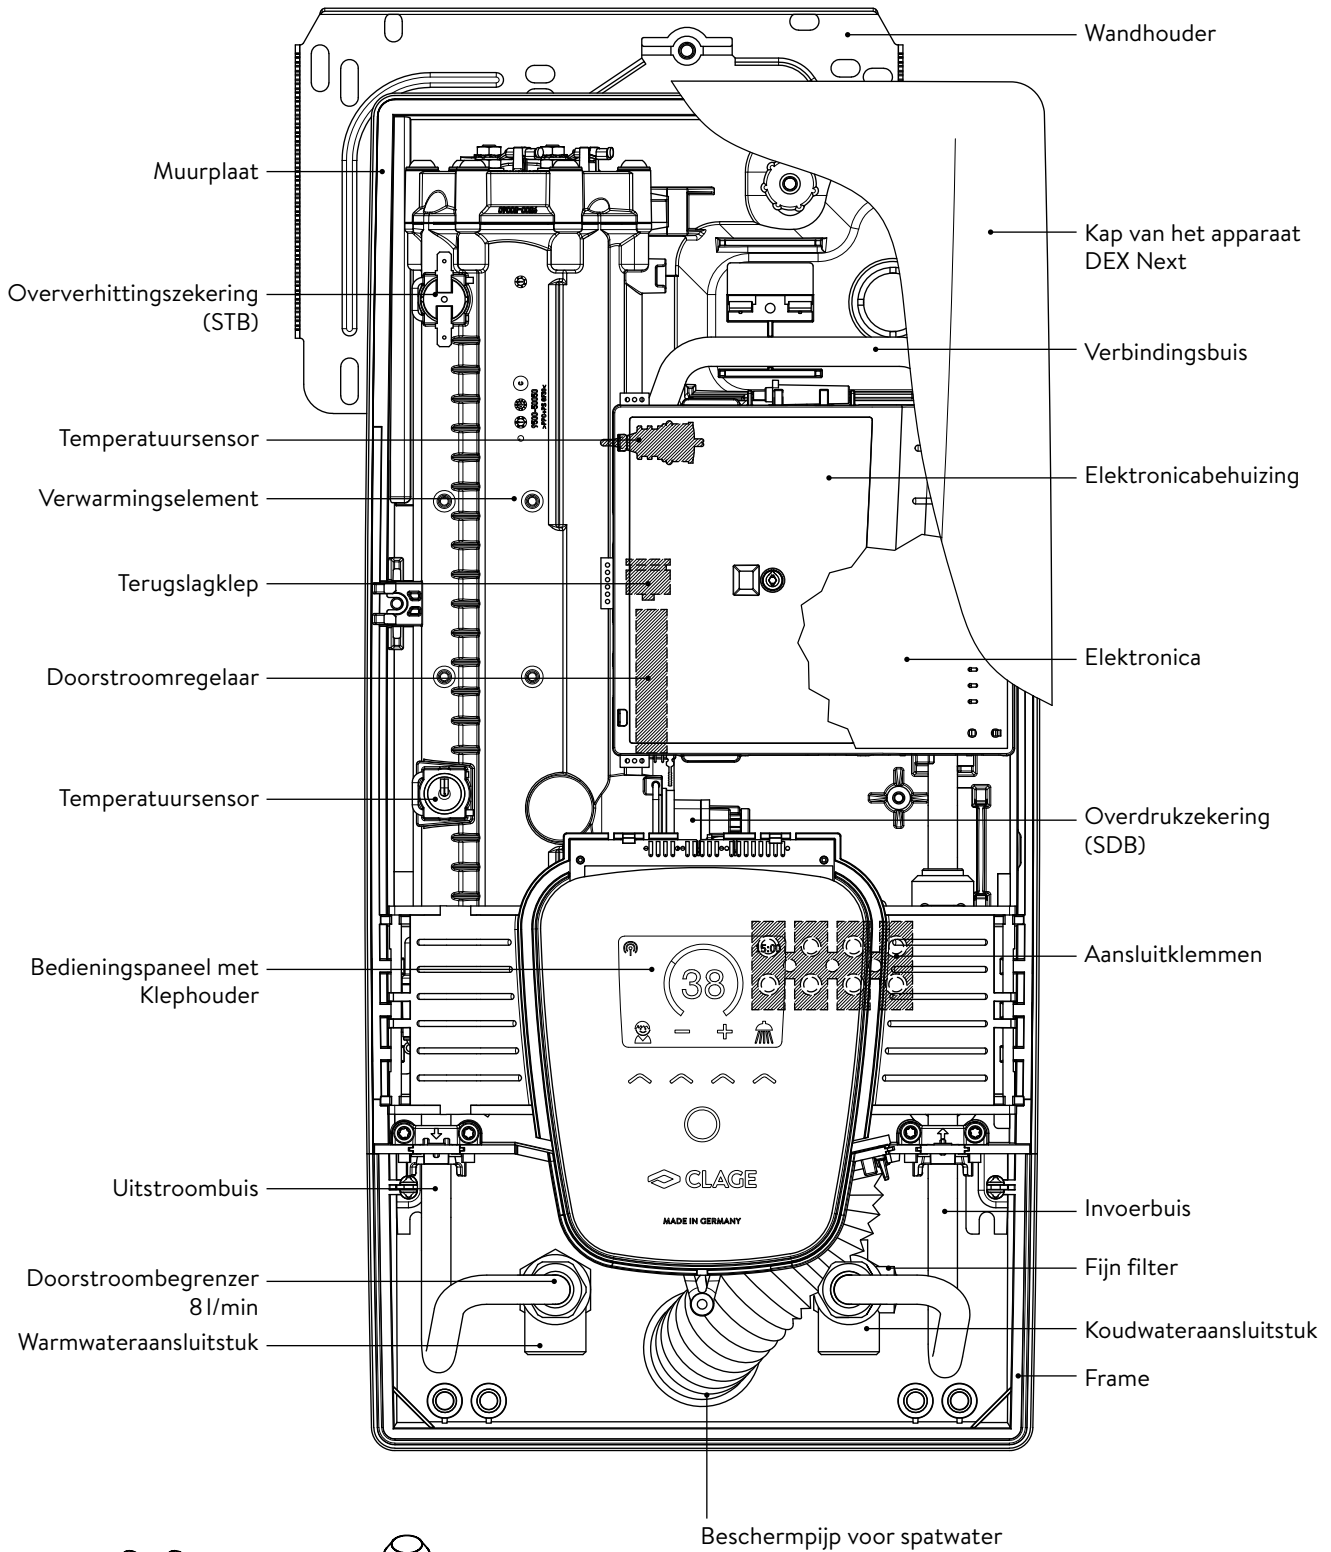 Wandhouder
Muurplaat
Kap van het apparaat
DEX Next
Oververhittingszekering
(STB)
Verbindingsbuis
Temperatuursensor
Elektronicabehuizing
Verwarmingselement
Terugslagklep
Elektronica
Doorstroomregelaar
Temperatuursensor
Overdrukzekering
(SDB)
15:00
Aansluitklemmen
Bedieningspaneel met
Klephouder
38
CLAGE
MADE IN GERMANY
Uitstroombuis
Invoerbuis
Fijn filter
Doorstroombegrenzer
8 l/min
Koudwateraansluitstuk
Warmwateraansluitstuk
Frame
Beschermpijp voor spatwater